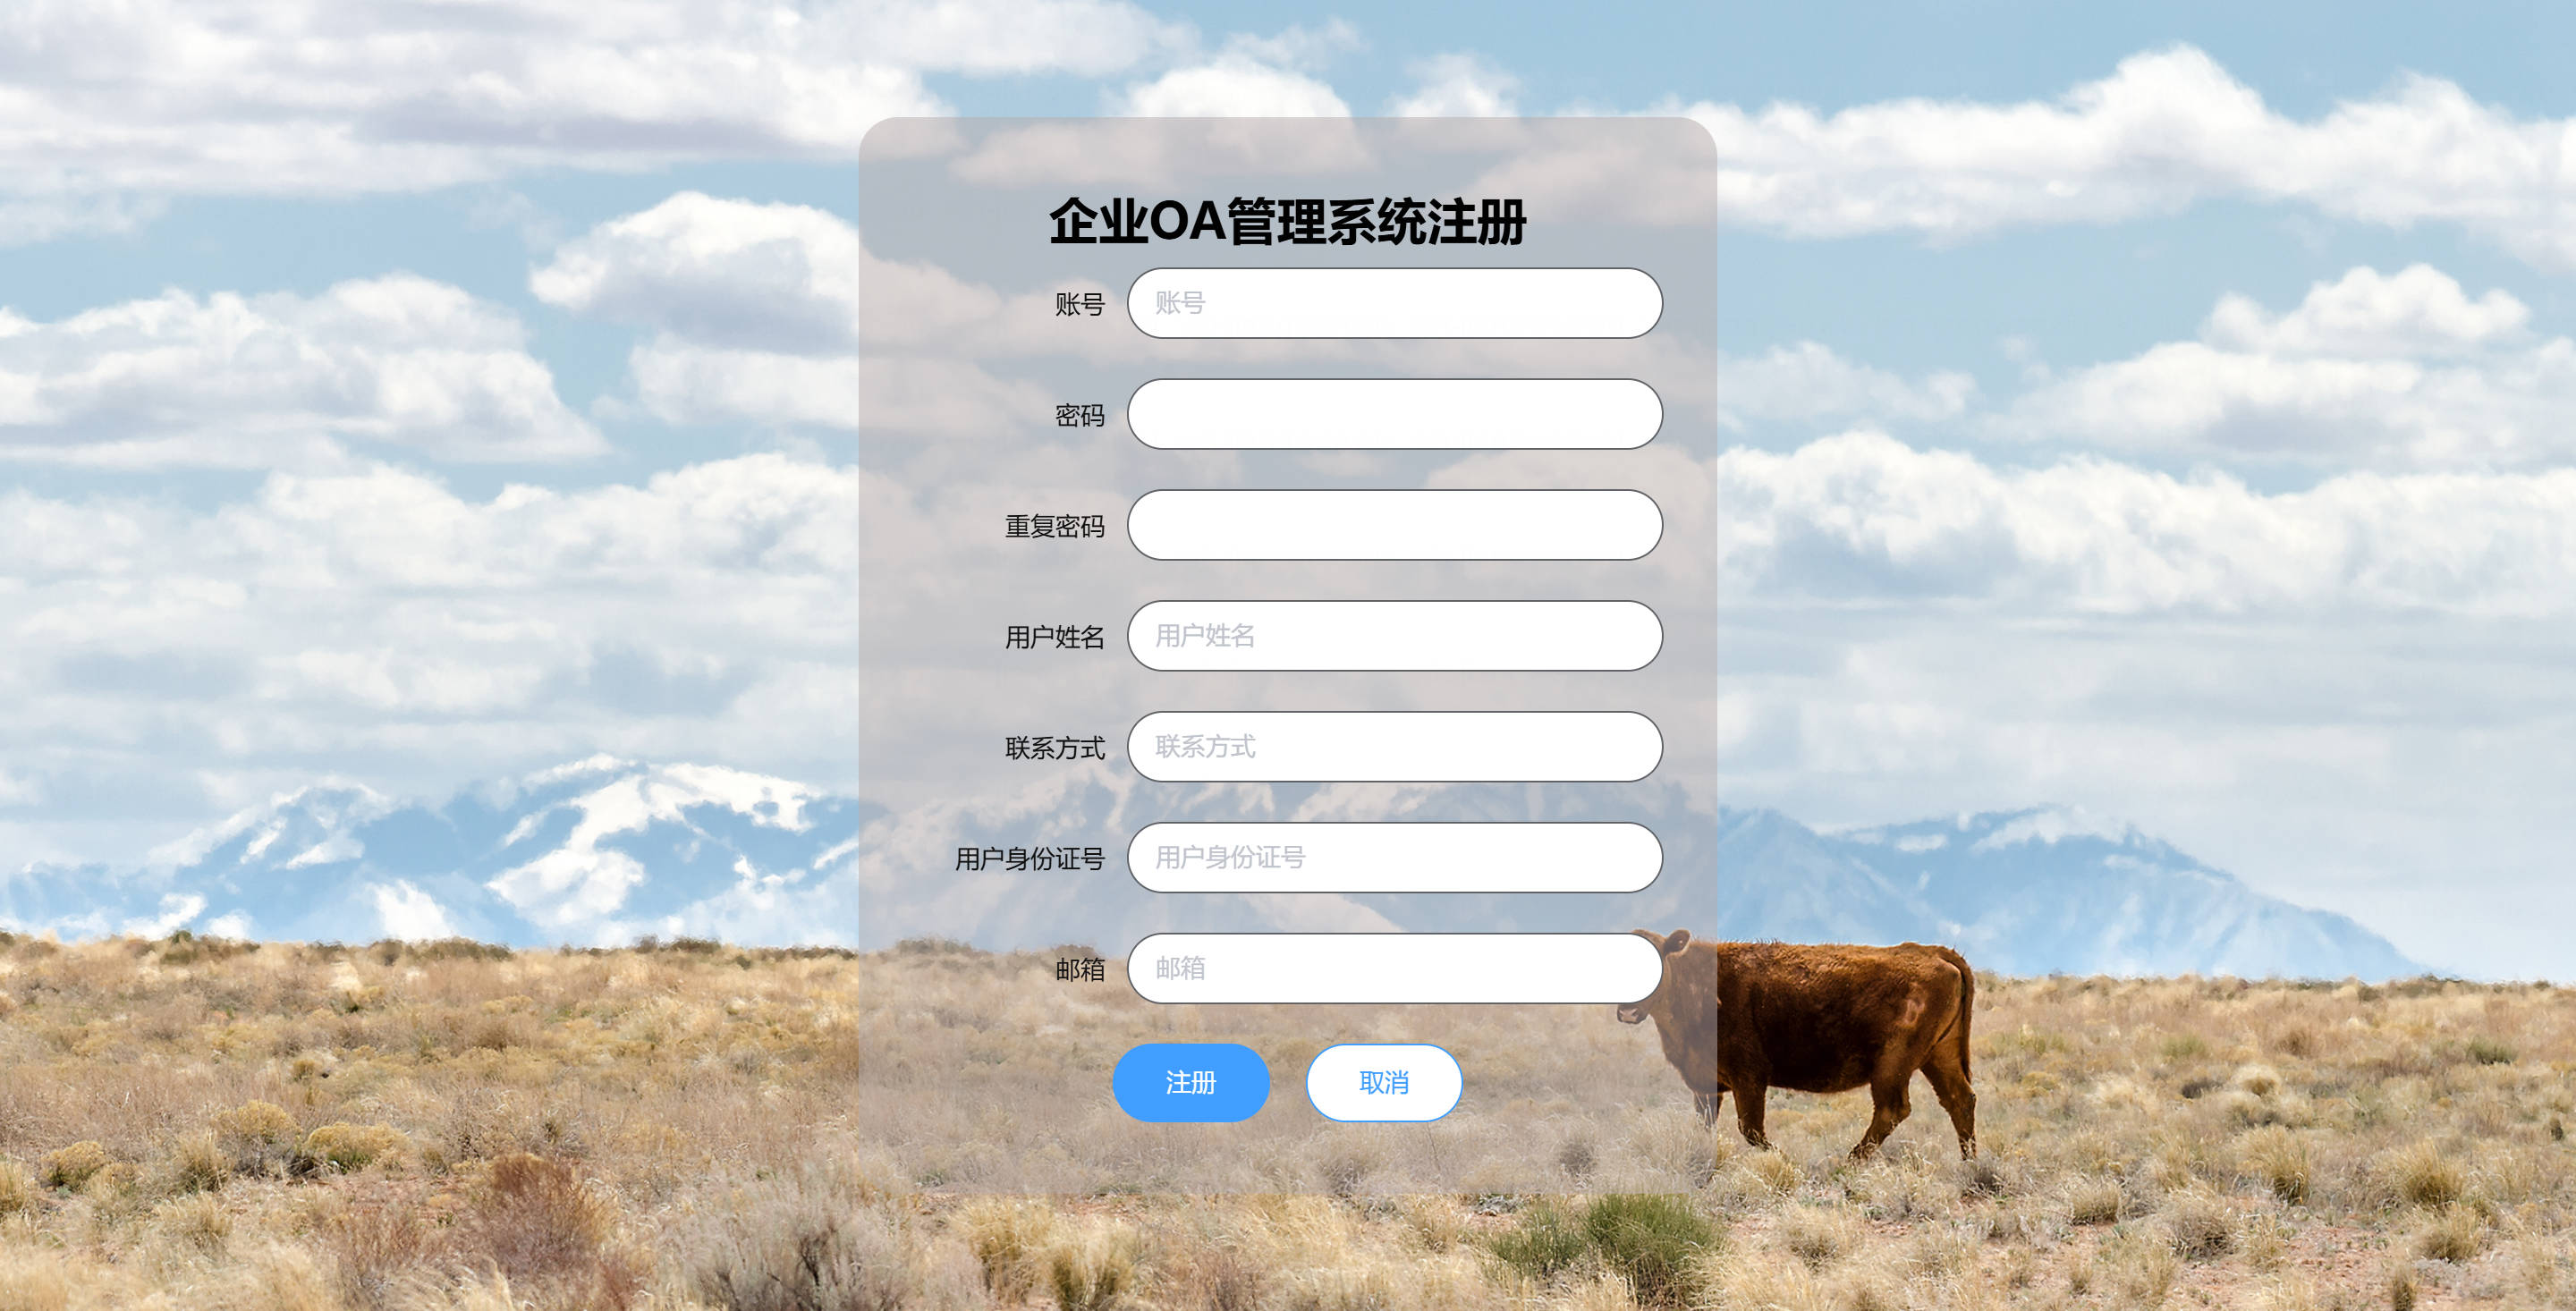 企业OA管理系统注册
账号 账号
密码
重复密码
用户姓名 用户姓名
联系方式 联系方式
用户身份证号 用户身份证号
邮箱 邮箱
注册 取消